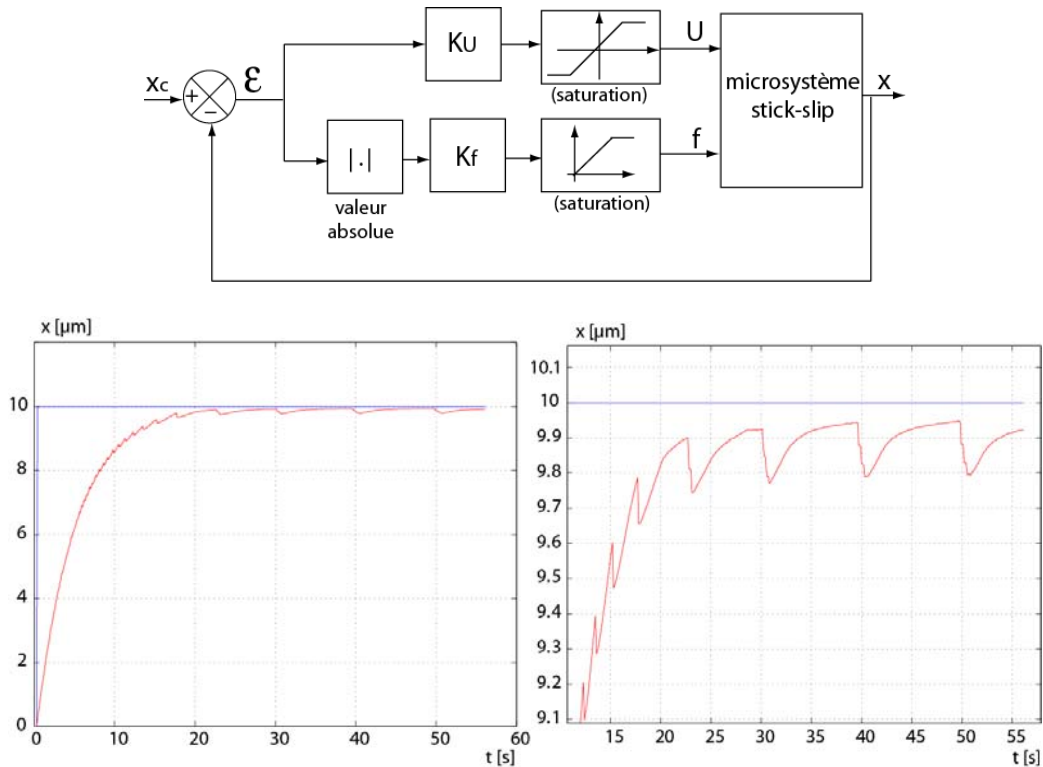 xc
+
−
ε
KU
(saturation)
U
microsystème
stick-slip
x
|.|
valeur
absolue
Kf
(saturation)
f
x [µm]
10
8
6
4
2
0
0 10 20 30 40 50 60
t [s]
x [µm]
10.1
10
9.9
9.8
9.7
9.6
9.5
9.4
9.3
9.2
9.1
15 20 25 30 35 40 45 50 55
t [s]